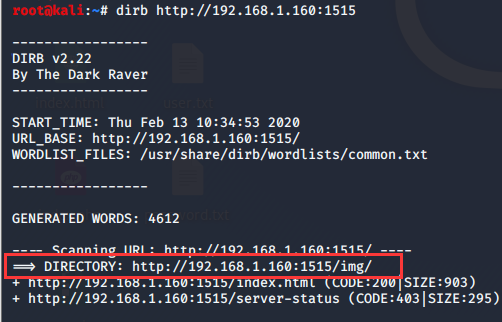 root@kali:~# dirb http://192.168.1.160:1515
-----------------
DIRB v2.22
By The Dark Raver
-----------------
START_TIME: Thu Feb 13 10:34:53 2020
URL_BASE: http://192.168.1.160:1515/
WORDLIST_FILES: /usr/share/dirb/wordlists/common.txt
-----------------
GENERATED WORDS: 4612
---- Scanning URL: http://192.168.1.160:1515/ ----
==> DIRECTORY: http://192.168.1.160:1515/img/
+ http://192.168.1.160:1515/index.html (CODE:200|SIZE:903)
+ http://192.168.1.160:1515/server-status (CODE:403|SIZE:295)